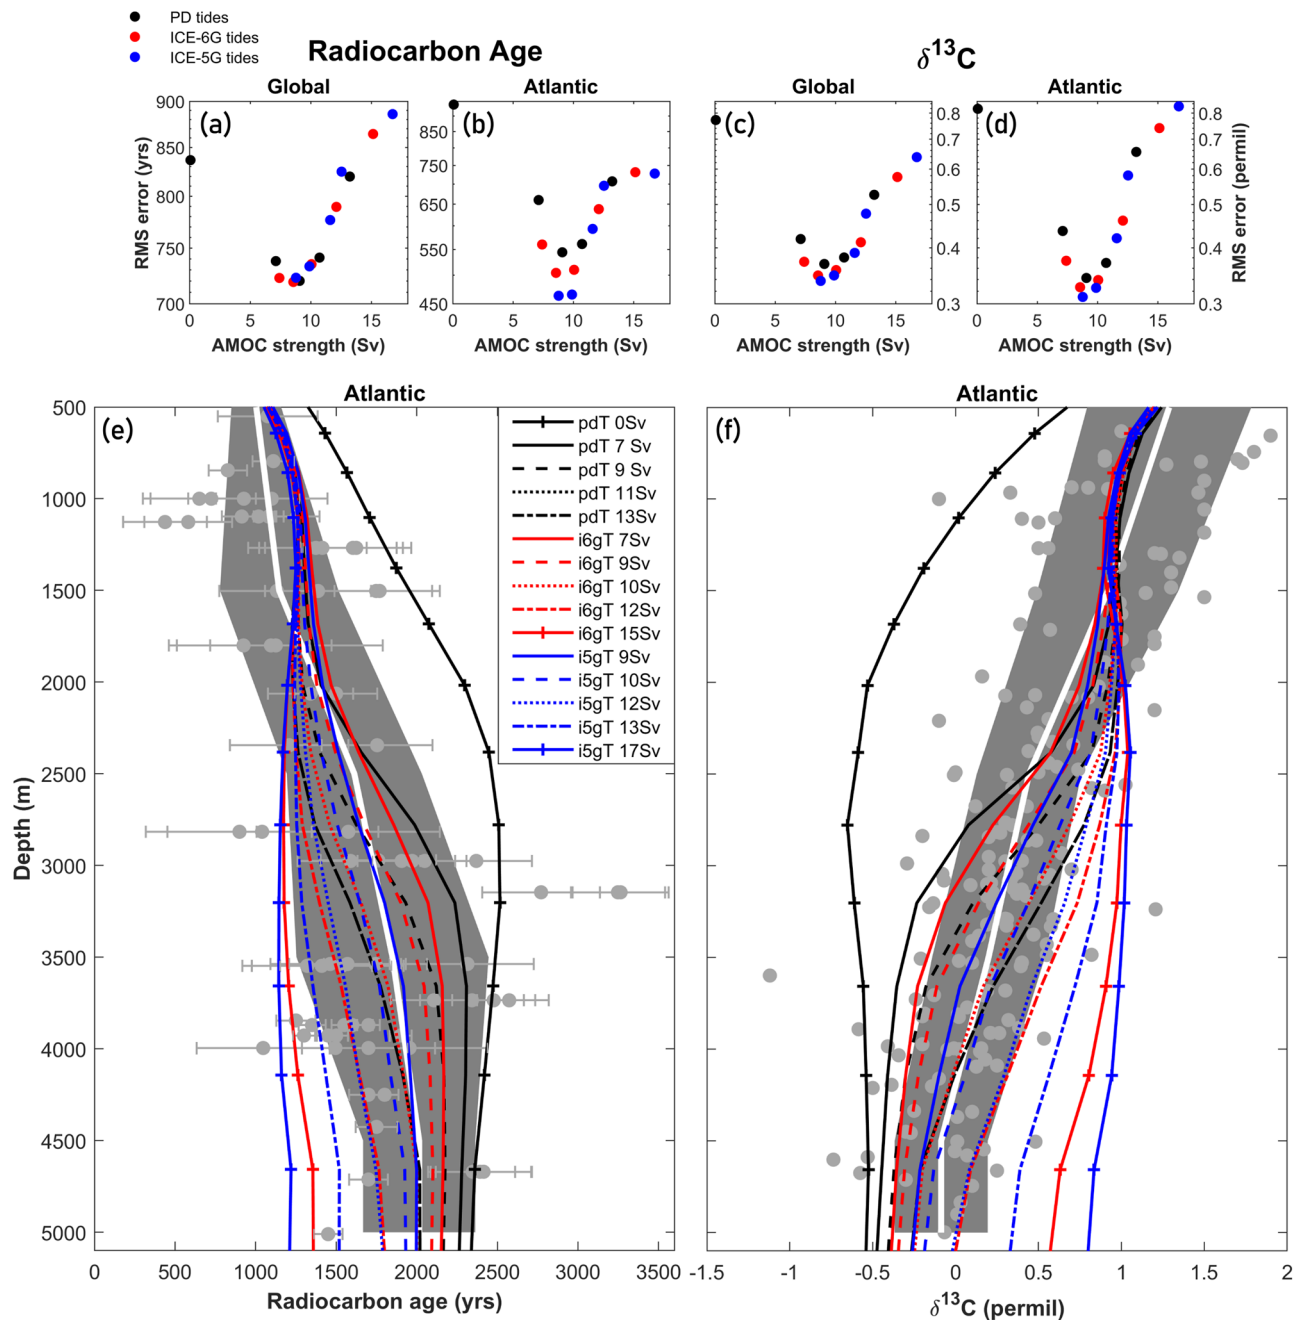 PD tides
ICE-6G tides
ICE-5G tides
Radiocarbon Age
δ13C
Global
Atlantic
Global
Atlantic
(a)
(b)
(c)
(d)
RMS error (yrs)
900
850
800
750
700
850
750
650
550
450
0.8
0.7
0.6
0.5
0.4
0.3
0.8
0.7
0.6
0.5
0.4
0.3
RMS error (permil)
0 5 10 15
0 5 10 15
0 5 10 15
0 5 10 15
AMOC strength (Sv)
AMOC strength (Sv)
AMOC strength (Sv)
AMOC strength (Sv)
Atlantic
Atlantic
(e)
(f)
Depth (m)
500
1000
1500
2000
2500
3000
3500
4000
4500
5000
pdT 0Sv
pdT 7 Sv
pdT 9 Sv
pdT 11Sv
pdT 13Sv
i6gT 7Sv
i6gT 9Sv
i6gT 10Sv
i6gT 12Sv
i6gT 15Sv
i5gT 9Sv
i5gT 10Sv
i5gT 12Sv
i5gT 13Sv
i5gT 17Sv
0 500 1000 1500 2000 2500 3000 3500
-1.5 -1 -0.5 0 0.5 1 1.5 2
Radiocarbon age (yrs)
δ13C (permil)